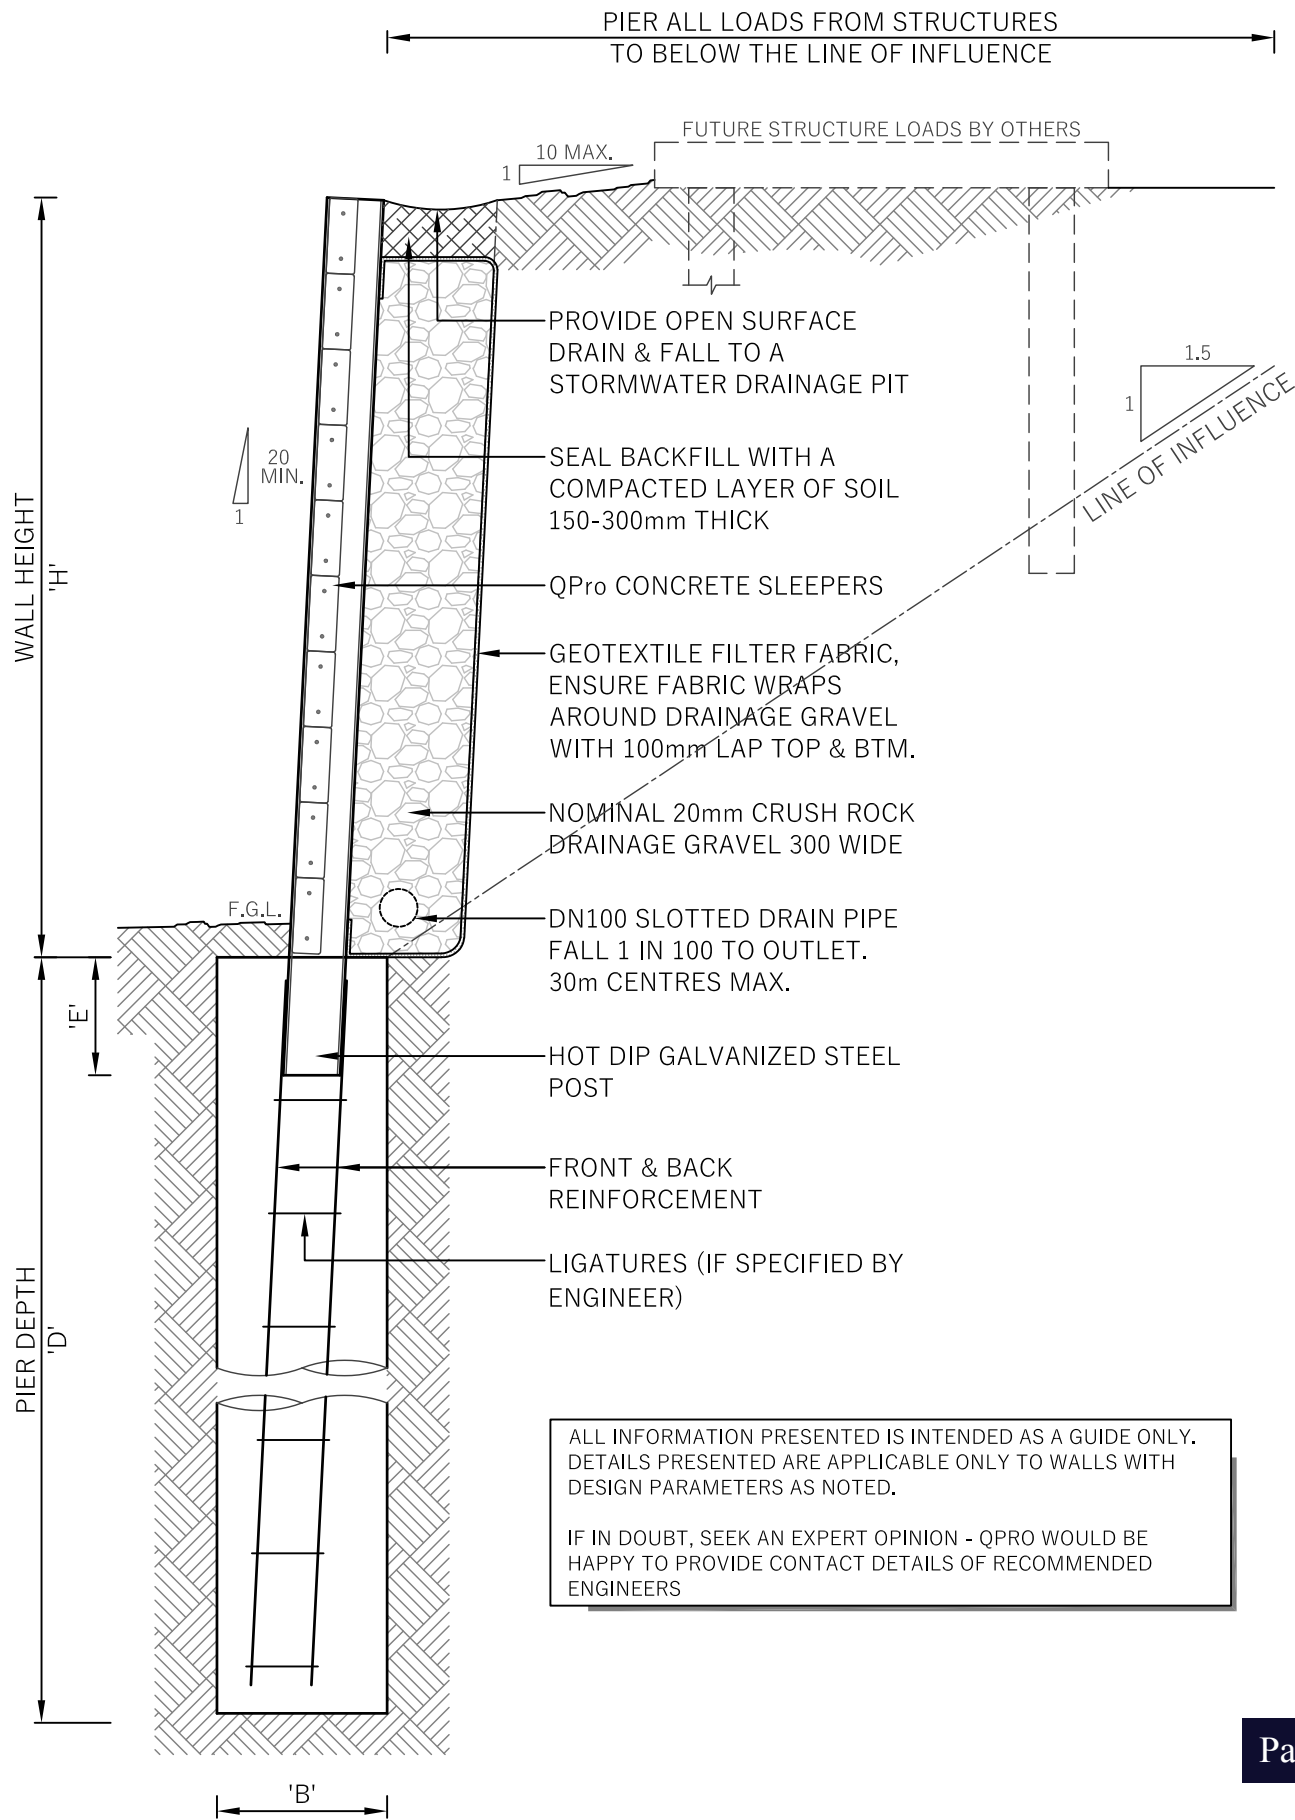 PIER ALL LOADS FROM STRUCTURES
TO BELOW THE LINE OF INFLUENCE
FUTURE STRUCTURE LOADS BY OTHERS
10 MAX.
1
PROVIDE OPEN SURFACE
DRAIN & FALL TO A
STORMWATER DRAINAGE PIT
1.5
1
LINE OF INFLUENCE
20
MIN.
1
SEAL BACKFILL WITH A
COMPACTED LAYER OF SOIL
150-300mm THICK
WALL HEIGHT
'H'
QPro CONCRETE SLEEPERS
GEOTEXTILE FILTER FABRIC,
ENSURE FABRIC WRAPS
AROUND DRAINAGE GRAVEL
WITH 100mm LAP TOP & BTM.
NOMINAL 20mm CRUSH ROCK
DRAINAGE GRAVEL 300 WIDE
F.G.L.
DN100 SLOTTED DRAIN PIPE
FALL 1 IN 100 TO OUTLET.
30m CENTRES MAX.
'E'
HOT DIP GALVANIZED STEEL
POST
FRONT & BACK
REINFORCEMENT
LIGATURES (IF SPECIFIED BY
ENGINEER)
PIER DEPTH
'D'
ALL INFORMATION PRESENTED IS INTENDED AS A GUIDE ONLY.
DETAILS PRESENTED ARE APPLICABLE ONLY TO WALLS WITH
DESIGN PARAMETERS AS NOTED.
IF IN DOUBT, SEEK AN EXPERT OPINION - QPRO WOULD BE
HAPPY TO PROVIDE CONTACT DETAILS OF RECOMMENDED
ENGINEERS
Pa
'B'